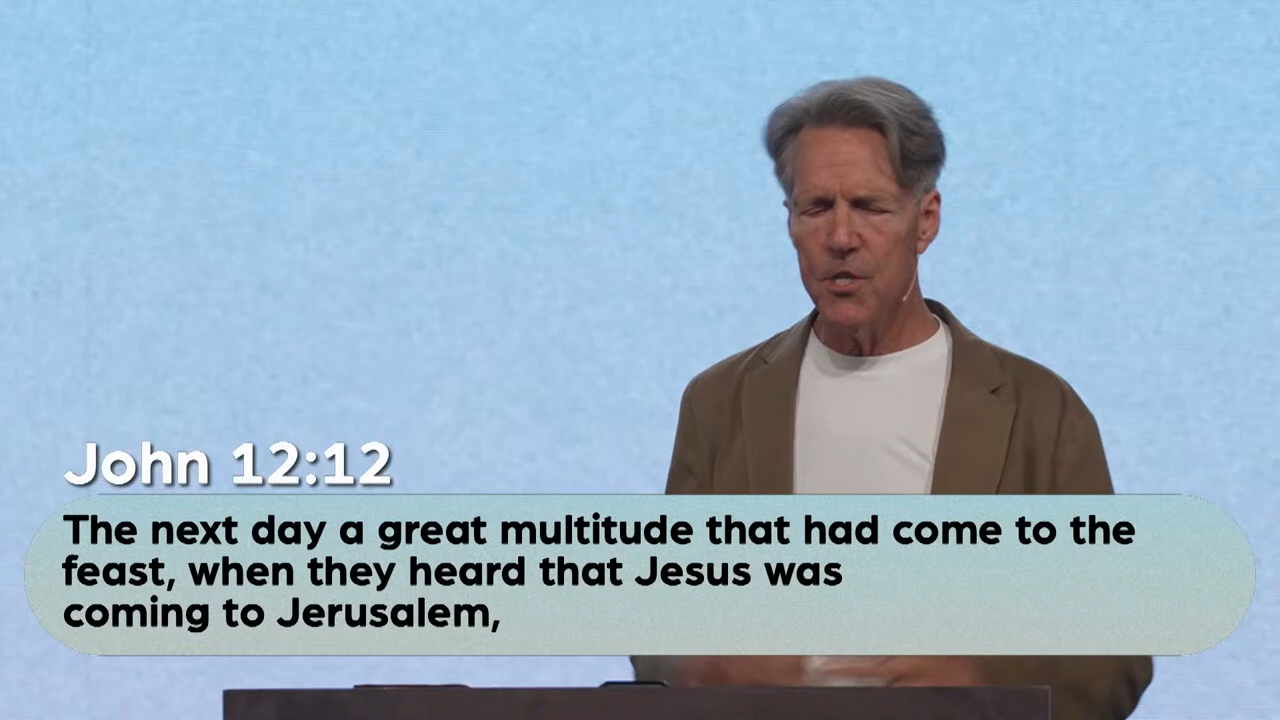 John 12:12
The next day a great multitude that had come to the
feast, when they heard that Jesus was
coming to Jerusalem,